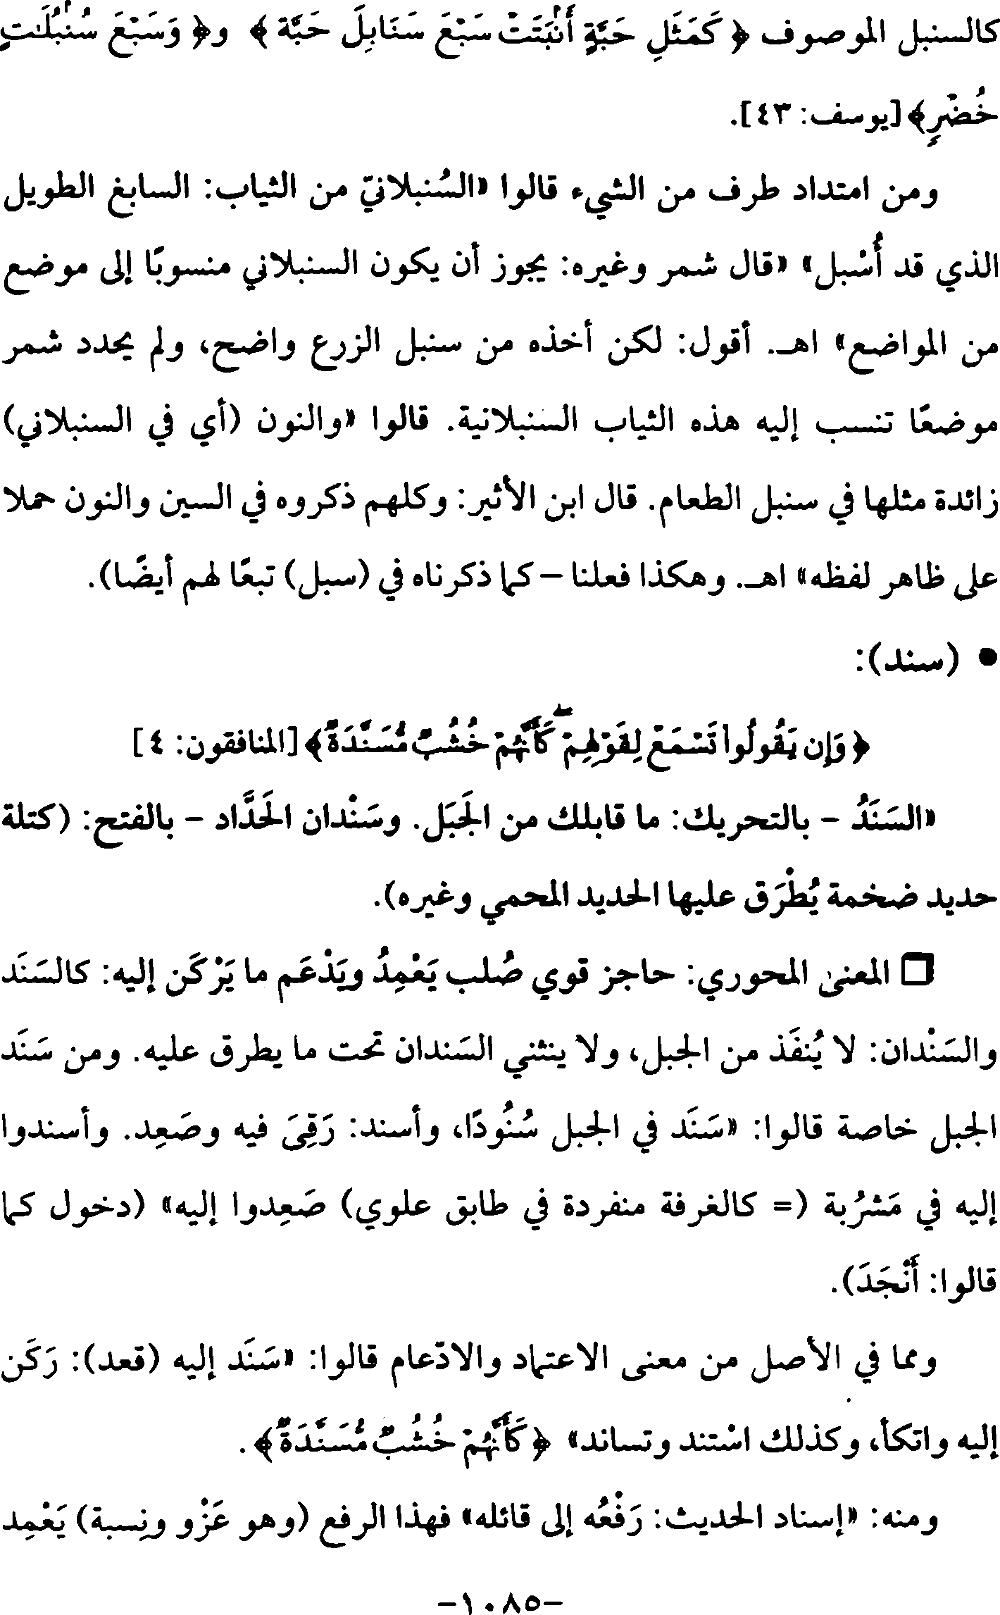 كالسنبل الموصوف ﴿ كَمَثَلِ حَبَّةٍ أَنۢبَتَتْ سَبْعَ سَنَابِلَ حَبَّة ﴾ و﴿ وَسَبْعَ سُنۢبُلَـٰتٍ
خُضْرٍ﴾ [يوسف: ٤٣].
ومن امتداد طرف من الشيء قالوا «السُنبلانيّ من الثياب: السابغ الطويل
الذي قد أُسْبل» «قال شمر وغيره: يجوز أن يكون السنبلاني منسوبًا إلى موضع
من المواضع» اهـ. أقول: لكن أخذه من سنبل الزرع واضح، ولم يحدد شمر
موضعًا تنسب إليه هذه الثياب السنبلانية. قالوا «والنون (أي في السنبلاني)
زائدة مثلها في سنبل الطعام. قال ابن الأثير: وكلهم ذكروه في السين والنون حملا
على ظاهر لفظه» اهـ. وهكذا فعلنا – كما ذكرناه في (سبل) تبعًا لهم أيضًا).
● (سند):
﴿ وَإِن يَقُولُوا۟ تَسْمَعْ لِقَوْلِهِمْ ۖ كَأَنَّهُمْ خُشُبٌ مُّسَنَّدَةٌ ﴾ [المنافقون: ٤]
«السَنَدُ – بالتحريك: ما قابلك من الجَبَل. وسَنْدان الحَدَّاد – بالفتح: (كتلة
حديد ضخمة يُطْرَق عليها الحديد المحمي وغيره).
❏ المعنى المحوري: حاجز قوي صُلب يَعْمِدُ ويَدْعَم ما يَرْكَن إليه: كالسَنَد
والسَنْدان: لا يُنفَذ من الجبل، ولا ينثني السَندان تحت ما يطرق عليه. ومن سَنَد
الجبل خاصة قالوا: «سَنَد في الجبل سُنُودًا، وأسند: رَقِيَ فيه وصَعِد. وأسندوا
إليه في مَشْرُبة (= كالغرفة منفردة في طابق علوي) صَعِدوا إليه» (دخول كما
قالوا: أَنْجَدَ).
ومما في الأصل من معنى الاعتماد والادّعام قالوا: «سَنَد إليه (قعد): رَكَن
إليه واتكأ، وكذلك اسْتند وتساند» ﴿ كَأَنَّهُمْ خُشُبٌ مُّسَنَّدَةٌ ﴾ .
ومنه: «إسناد الحديث: رَفْعُه إلى قائله» فهذا الرفع (وهو عَزْو ونِسبة) يَعْمِد
-١٠٨٥-